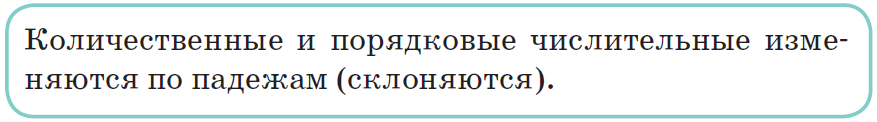 Количественные и порядковые числительные изме-
няются по падежам (склоняются).